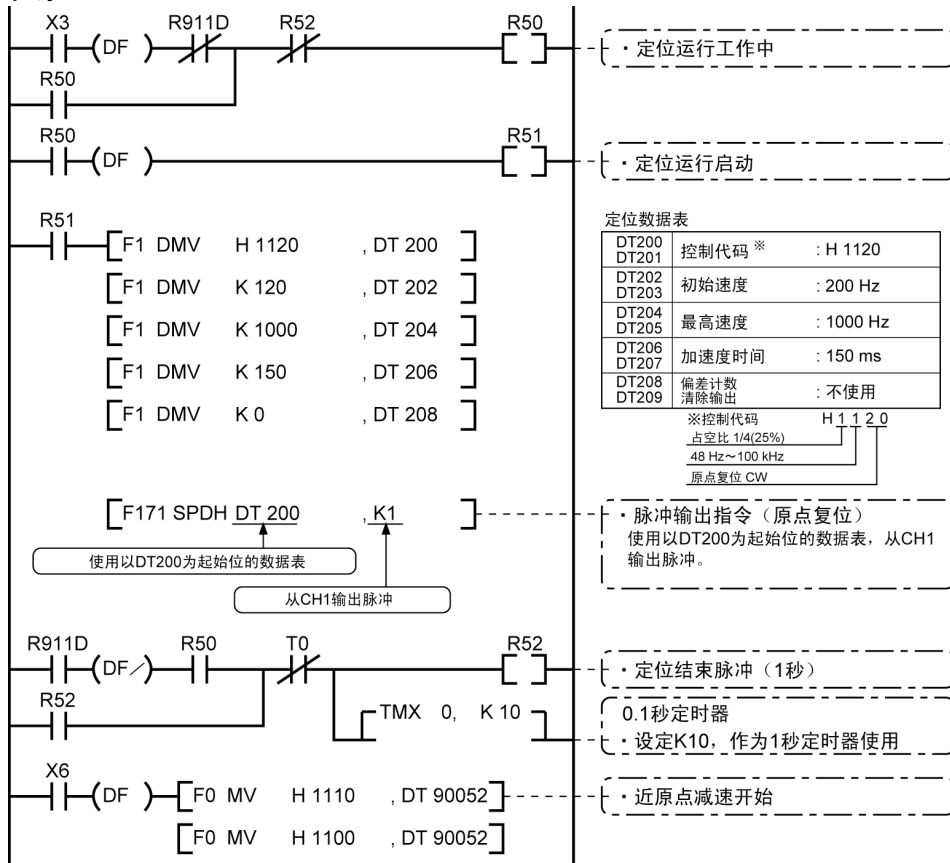 X3 R911D R52 R50
(DF) ・定位运行工作中
R50
R50 R51
(DF) ・定位运行启动
R51
F1 DMV H 1120 , DT 200
F1 DMV K 120 , DT 202
F1 DMV K 1000 , DT 204
F1 DMV K 150 , DT 206
F1 DMV K 0 , DT 208
定位数据表
DT200 DT201 控制代码※ : H 1120
DT202 DT203 初始速度 : 200 Hz
DT204 DT205 最高速度 : 1000 Hz
DT206 DT207 加速度时间 : 150 ms
DT208 DT209 偏差计数 清除输出 : 不使用
※控制代码 H 1 1 2 0
占空比 1/4(25%)
48 Hz~100 kHz
原点复位 CW
F171 SPDH DT 200 , K1
使用以DT200为起始位的数据表
从CH1输出脉冲
・脉冲输出指令（原点复位）
使用以DT200为起始位的数据表，从CH1
输出脉冲。
R911D R50 T0 R52
(DF/) ・定位结束脉冲（1秒）
R52
TMX 0, K 10
0.1秒定时器
・设定K10，作为1秒定时器使用
X6
(DF) F0 MV H 1110 , DT 90052 ・近原点减速开始
F0 MV H 1100 , DT 90052